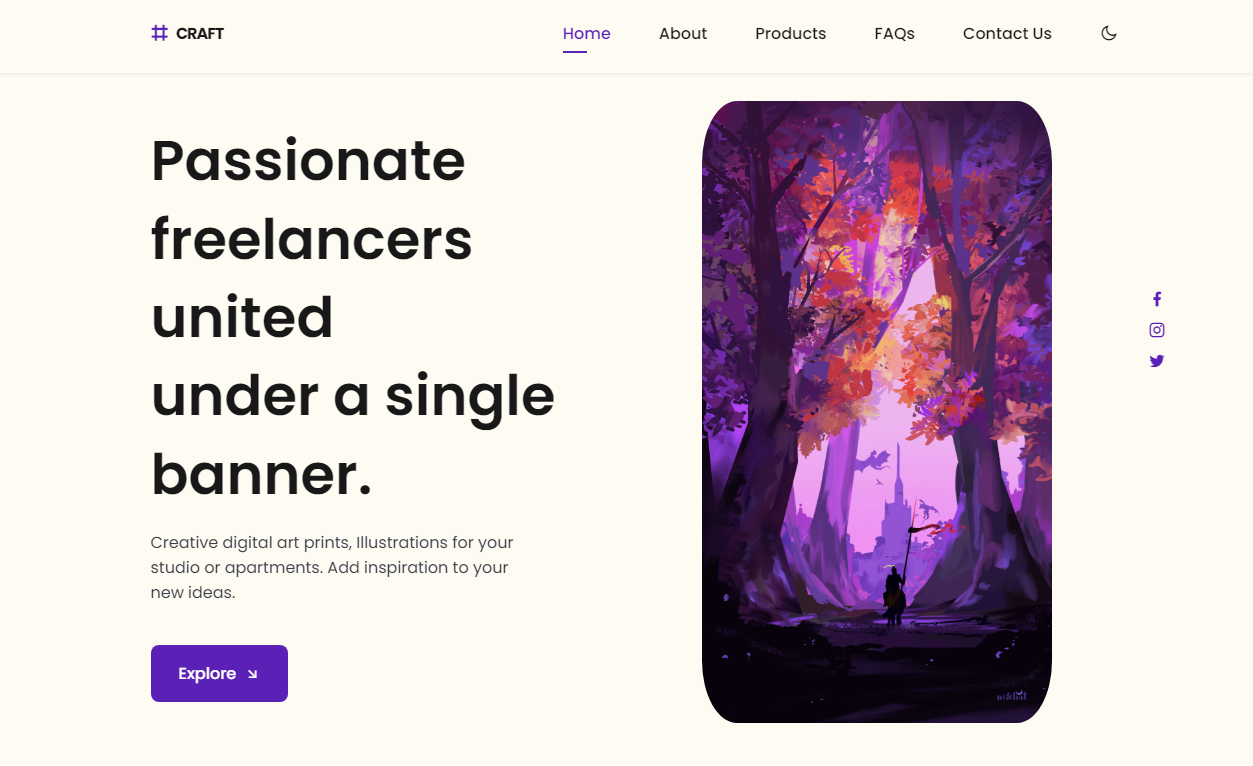 CRAFT
Home
About
Products
FAQs
Contact Us
Passionate
freelancers
united
under a single
banner.
Creative digital art prints, Illustrations for your
studio or apartments. Add inspiration to your
new ideas.
Explore